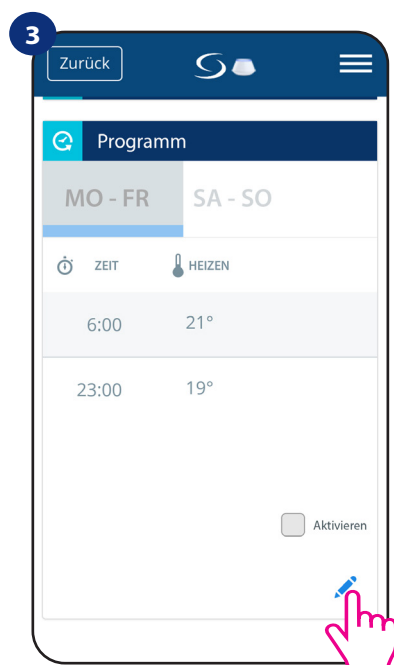 3
Zurück
Programm
MO - FR SA - SO
ZEIT HEIZEN
6:00 21°
23:00 19°
Aktivieren